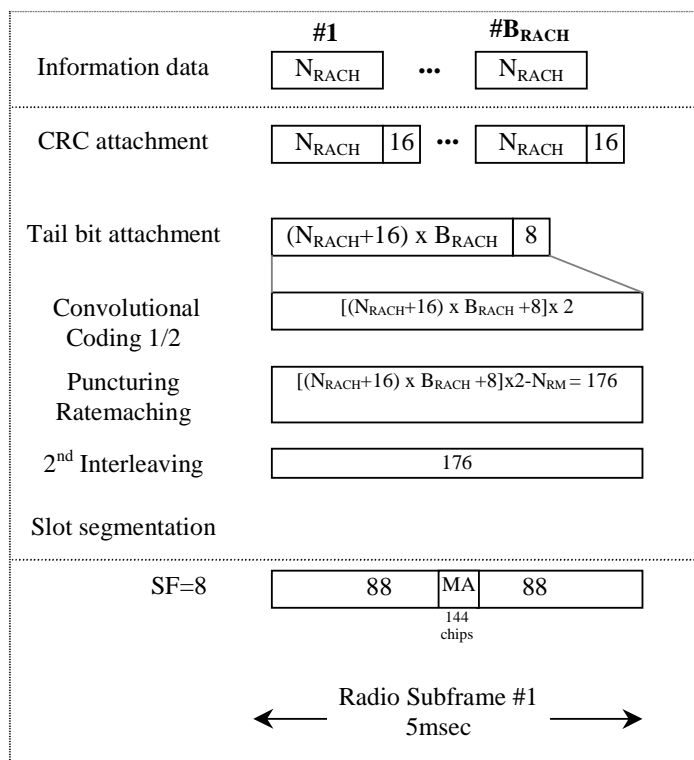 #1 #B_RACH
Information data N_RACH ... N_RACH
CRC attachment N_RACH 16 ... N_RACH 16
Tail bit attachment (N_RACH+16) x B_RACH 8
Convolutional
Coding 1/2
[(N_RACH+16) x B_RACH +8]x 2
Puncturing
Ratemaching
[(N_RACH+16) x B_RACH +8]x2-N_RM = 176
2nd Interleaving 176
Slot segmentation
SF=8 88 MA 88
144
chips
Radio Subframe #1
5msec